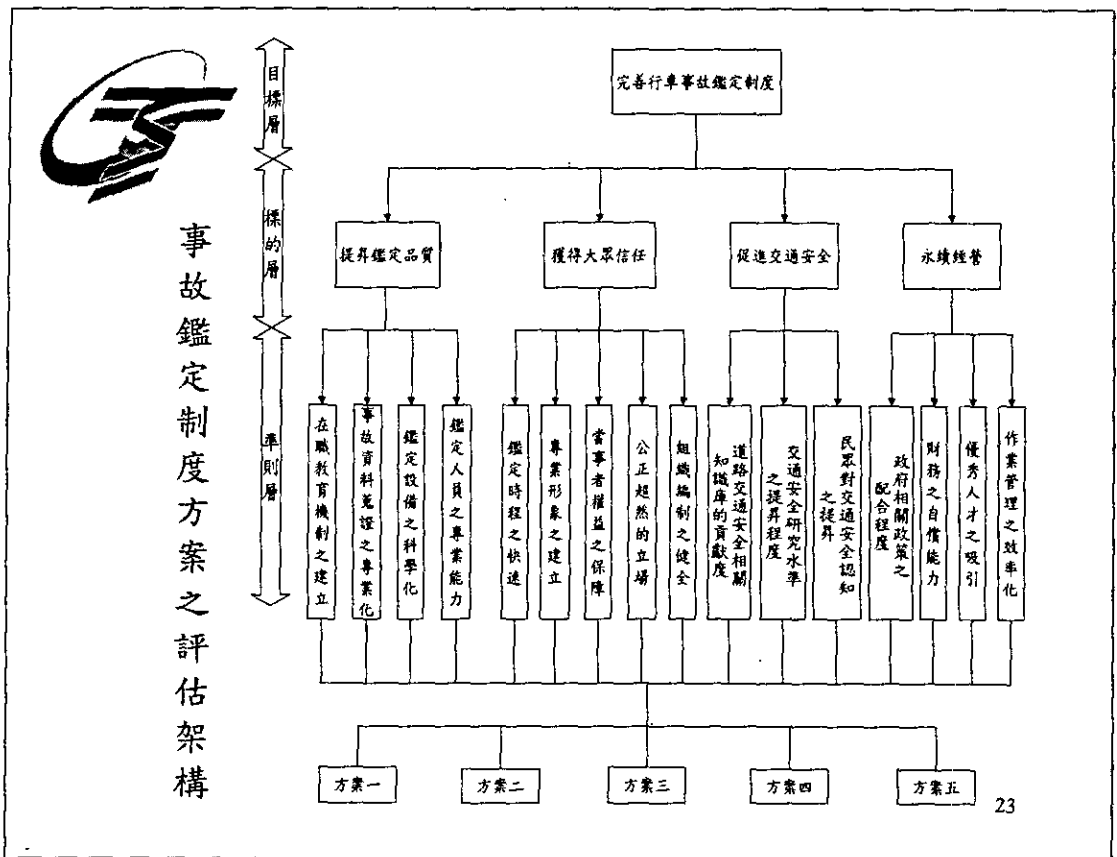 事故鑑定制度方案之評估架構
目標層
標的層
準則層
完善行車事故鑑定制度
提昇鑑定品質
獲得大眾信任
促進交通安全
永續經營
在職教育機制之建立
事故資料蒐證之專業化
鑑定設備之科學化
鑑定人員之專業能力
鑑定時程之快速
專業形象之建立
當事者權益之保障
公正超然的立場
組織編制之健全
道路交通安全相關
知識庫的貢獻度
交通安全研究水準
之提昇程度
民眾對交通安全認知
之提昇
政府相關政策之
配合程度
財務之自償能力
優秀人才之吸引
作業管理之效率化
方案一
方案二
方案三
方案四
方案五
23